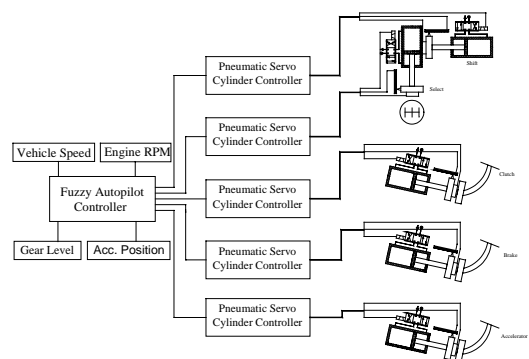 Pneumatic Servo
Cylinder Controller
Shift
Select
Pneumatic Servo
Cylinder Controller
Vehicle Speed
Engine RPM
Fuzzy Autopilot
Controller
Pneumatic Servo
Cylinder Controller
Clutch
Gear Level
Acc. Position
Pneumatic Servo
Cylinder Controller
Brake
Pneumatic Servo
Cylinder Controller
Accelerator